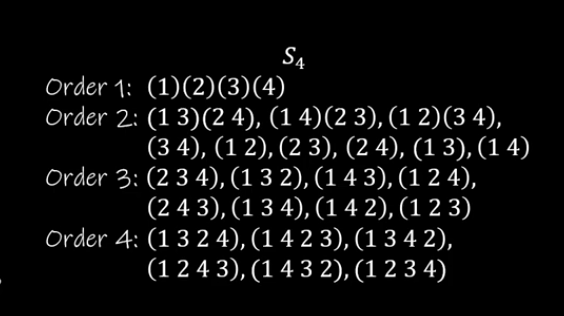 S₄
Order 1: (1)(2)(3)(4)
Order 2: (1 3)(2 4), (1 4)(2 3), (1 2)(3 4),
(3 4), (1 2), (2 3), (2 4), (1 3), (1 4)
Order 3: (2 3 4), (1 3 2), (1 4 3), (1 2 4),
(2 4 3), (1 3 4), (1 4 2), (1 2 3)
Order 4: (1 3 2 4), (1 4 2 3), (1 3 4 2),
(1 2 4 3), (1 4 3 2), (1 2 3 4)